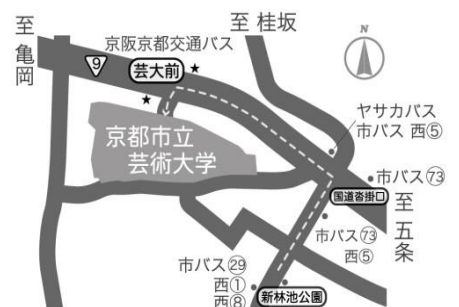 至
亀
岡
9
京阪京都交通バス
芸大前
★
★
至 桂坂
N
京都市立
芸術大学
ヤサカバス
市バス 西⑤
市バス73
国道沓掛口
至
五
条
市バス73
西⑤
市バス29
西①
西⑧
新林池公園